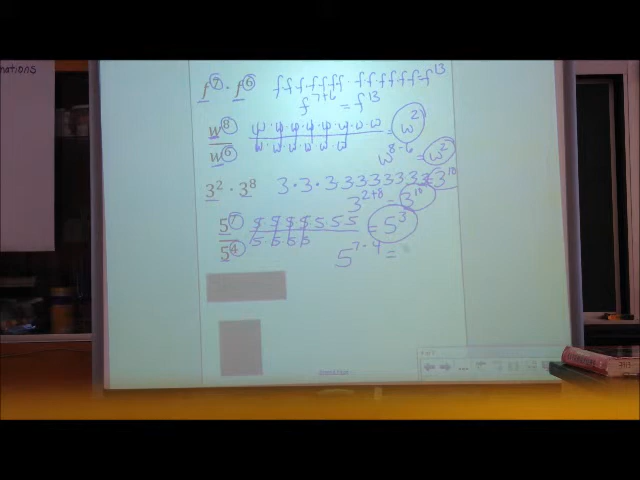 nations
f⁷ · f⁶ f·f·f·f·f·f·f · f·f·f·f·f·f = f¹³
f⁷⁺⁶ = f¹³
w⁸ w·w·w·w·w·w·w·w = w²
w⁶ w·w·w·w·w·w
w⁸⁻⁶ = w²
3² · 3⁸ 3·3·3 3 3 3 3 3 3 3 = 3¹⁰
3²⁺⁸ = 3¹⁰
5⁷ 5·5·5·5·5·5·5 = 5³
5⁴ 5·5·5·5
5⁷⁻⁴ =